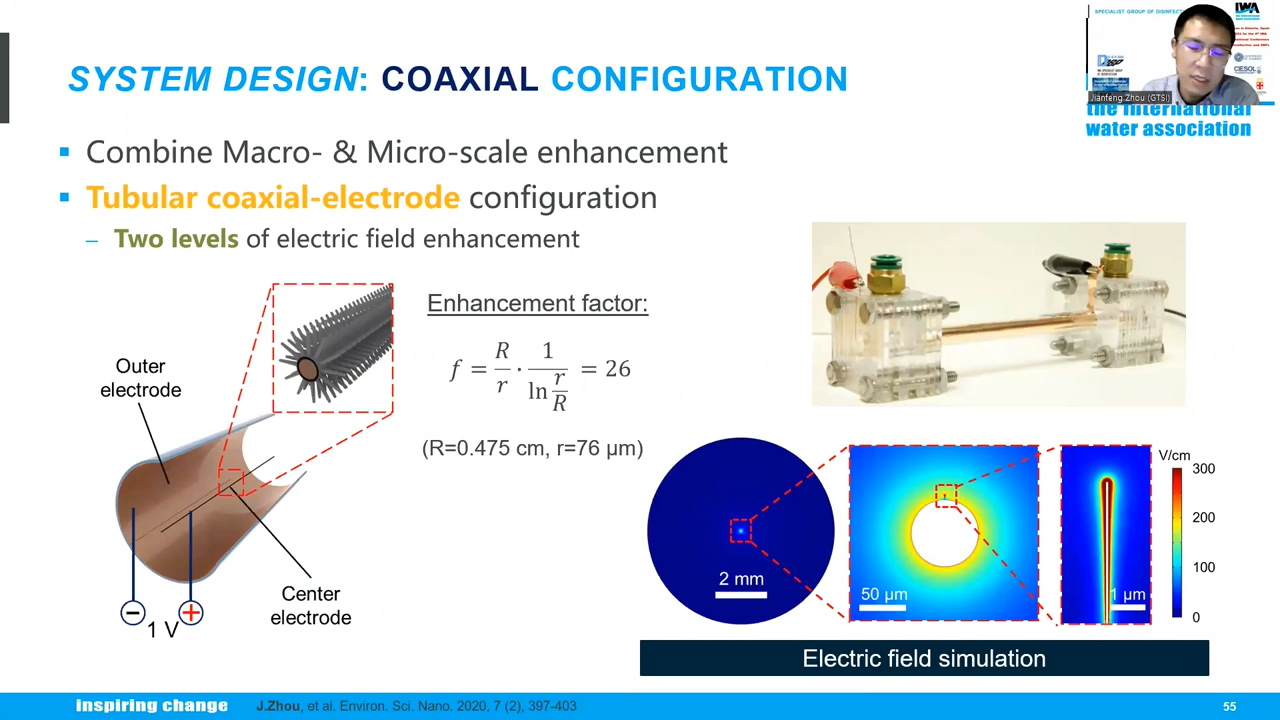 SPECIALIST GROUP OF DISINFEC
IWA
SYSTEM DESIGN: COAXIAL CONFIGURATION
CIESOL
Jianfeng Zhou (GTSI)
the international
water association
Combine Macro- & Micro-scale enhancement
Tubular coaxial-electrode configuration
– Two levels of electric field enhancement
Enhancement factor:
f = R/r · 1/ln r/R = 26
(R=0.475 cm, r=76 μm)
Outer
electrode
Center
electrode
−
+
1 V
2 mm
50 μm
1 μm
V/cm
300
200
100
0
Electric field simulation
inspiring change
J.Zhou, et al. Environ. Sci. Nano. 2020, 7 (2), 397-403
55